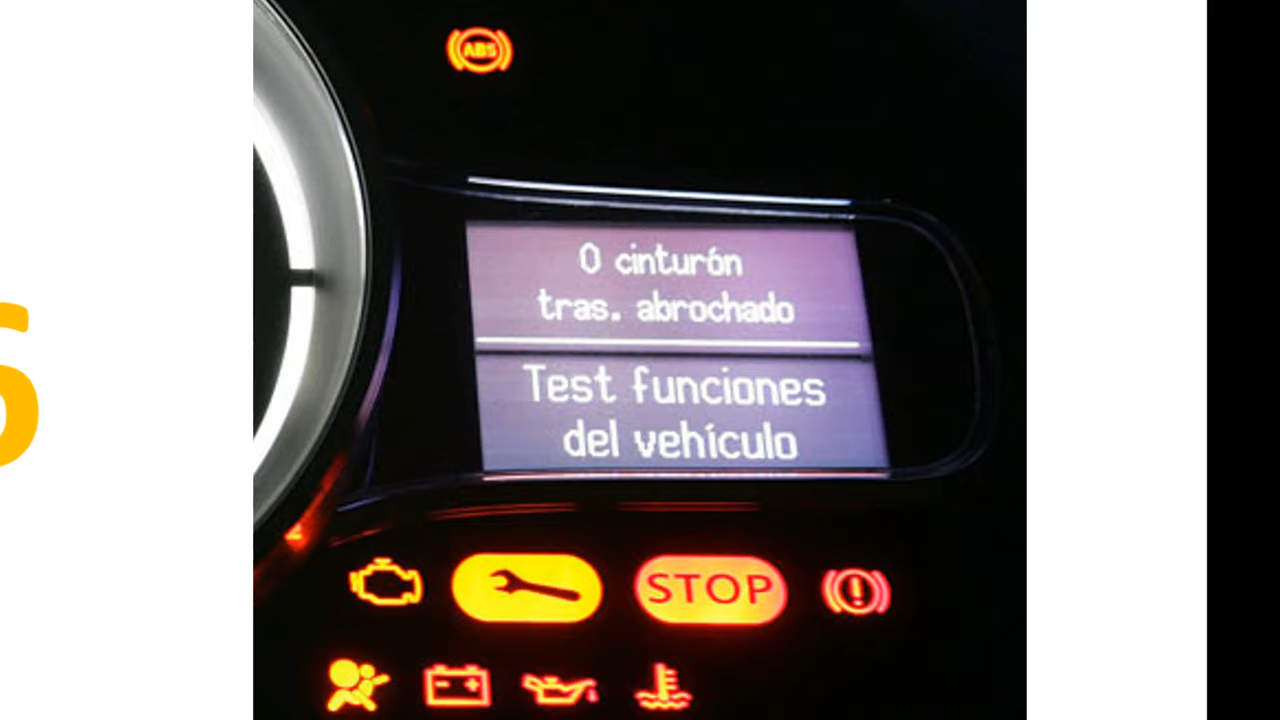 ABS
0 cinturón
tras. abrochado
Test funciones
del vehículo
STOP